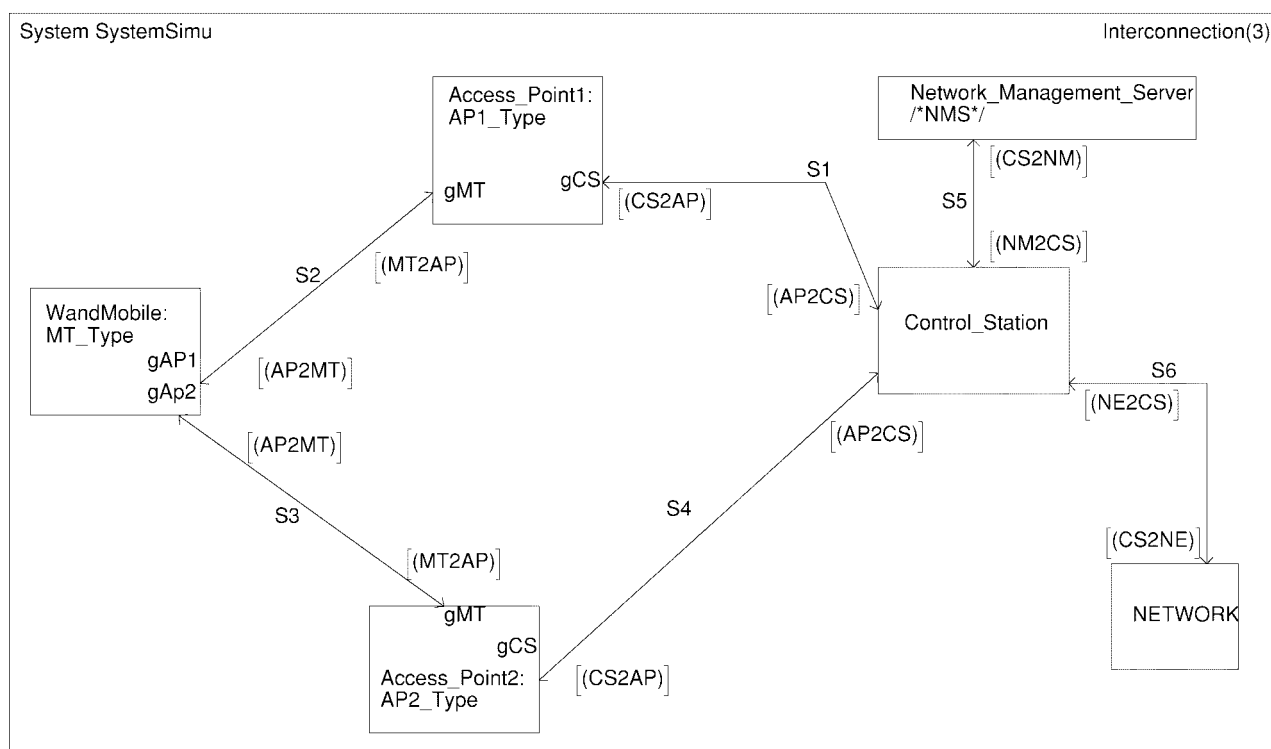 System SystemSimu
Interconnection(3)
Access_Point1:
AP1_Type
gMT
gCS
Network_Management_Server
/*NMS*/
[(CS2NM)]
S1
[(CS2AP)]
S5
[(NM2CS)]
S2
[(MT2AP)]
WandMobile:
MT_Type
gAP1
gAp2
[(AP2MT)]
[(AP2CS)]
Control_Station
S6
[(NE2CS)]
[(AP2MT)]
[(AP2CS)]
S3
S4
[(MT2AP)]
[(CS2NE)]
gMT
gCS
Access_Point2:
AP2_Type
[(CS2AP)]
NETWORK